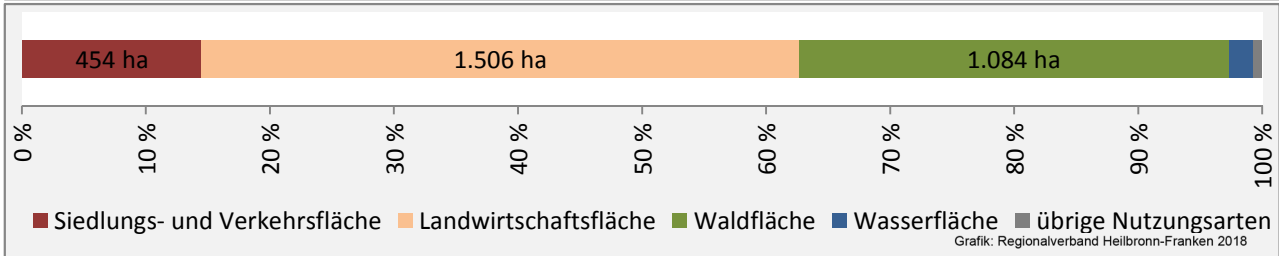 454 ha 1.506 ha 1.084 ha
0 % 10 % 20 % 30 % 40 % 50 % 60 % 70 % 80 % 90 % 100 %
Siedlungs- und Verkehrsfläche Landwirtschaftsfläche Waldfläche Wasserfläche übrige Nutzungsarten
Grafik: Regionalverband Heilbronn-Franken 2018